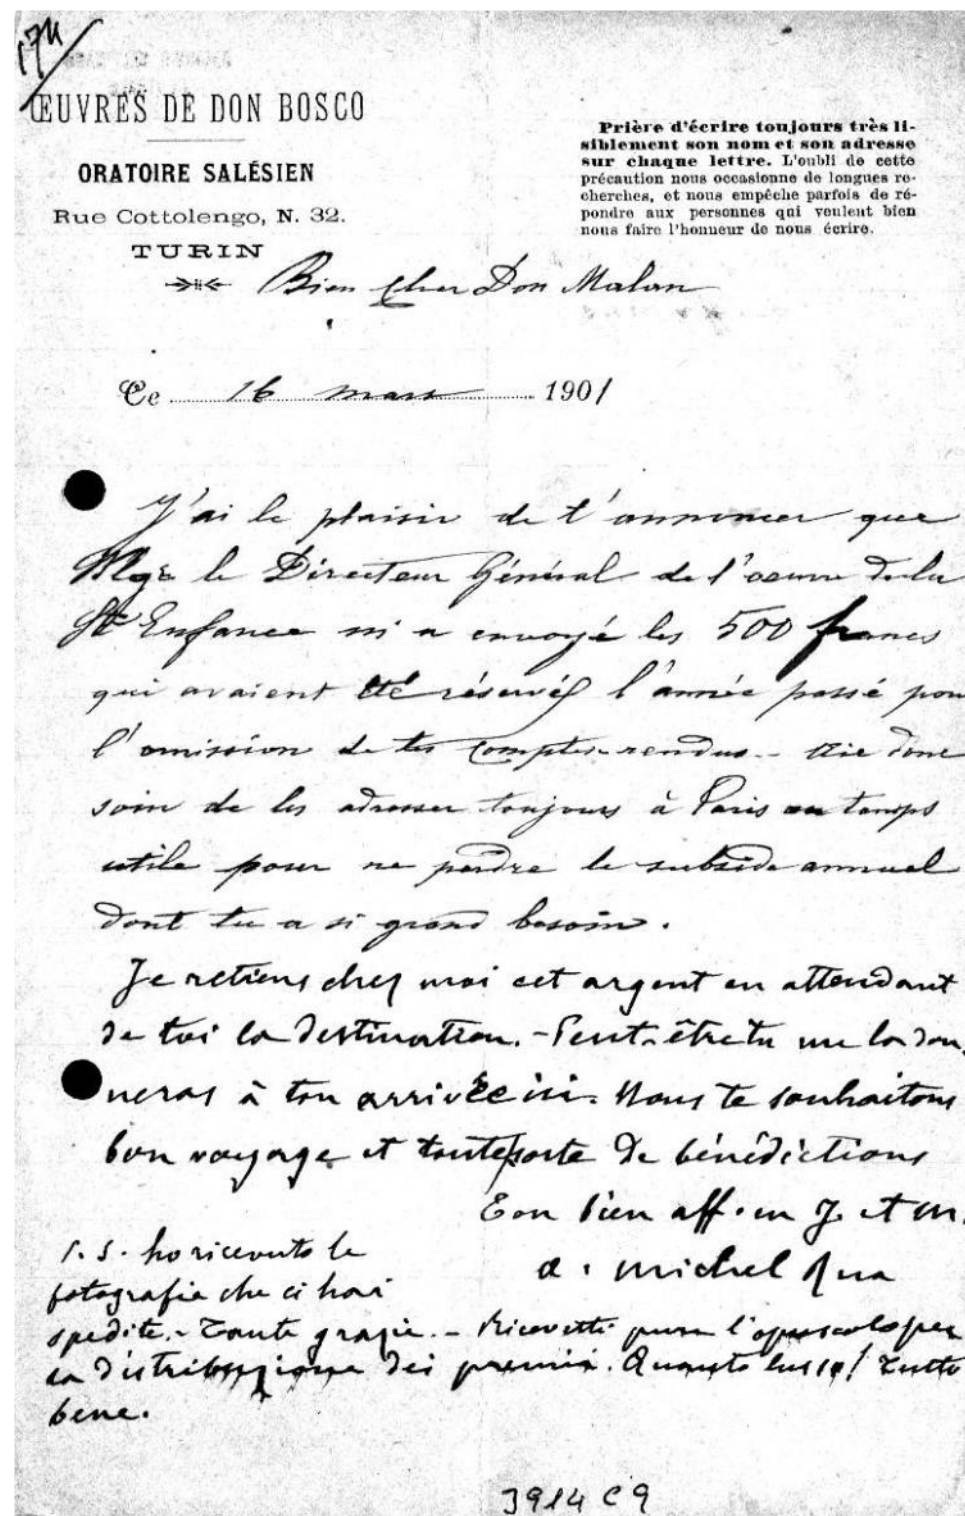 174
ŒUVRES DE DON BOSCO
ORATOIRE SALÉSIEN
Rue Cottolengo, N. 32.
TURIN
Prière d'écrire toujours très li-
siblement son nom et son adresse
sur chaque lettre. L'oubli de cette
précaution nous occasionne de longues re-
cherches, et nous empêche parfois de ré-
pondre aux personnes qui veulent bien
nous faire l'honneur de nous écrire.
Bien cher Don Malan
Ce 16 mars 1901
J'ai le plaisir de t'annoncer que
Mgr le Directeur Général de l'oeuvre de la
Ste Enfance m'a envoyé les 500 francs
qui avaient été réservés l'année passé pour
l'omission de tes comptes-rendus. - Aie donc
soin de les adresser toujours à Paris en temps
utile pour ne perdre le subside annuel
dont tu a si grand besoin.
Je retiens chez moi cet argent en attendant
de toi la destination. - Peut-être tu me la don-
neras à ton arrivée ici. Nous te souhaitons
bon voyage et toute sorte de bénédictions
Ton bien aff. en J. et M.
a. Michel Rua
P. S. ho ricevuto le
fotografie che ci hai
spedite. - Tante grazie. - Ricevetti pure l'opuscolo per
la distribuzione dei premii. Quanto lusso! Tutto
bene.
3914 C 9